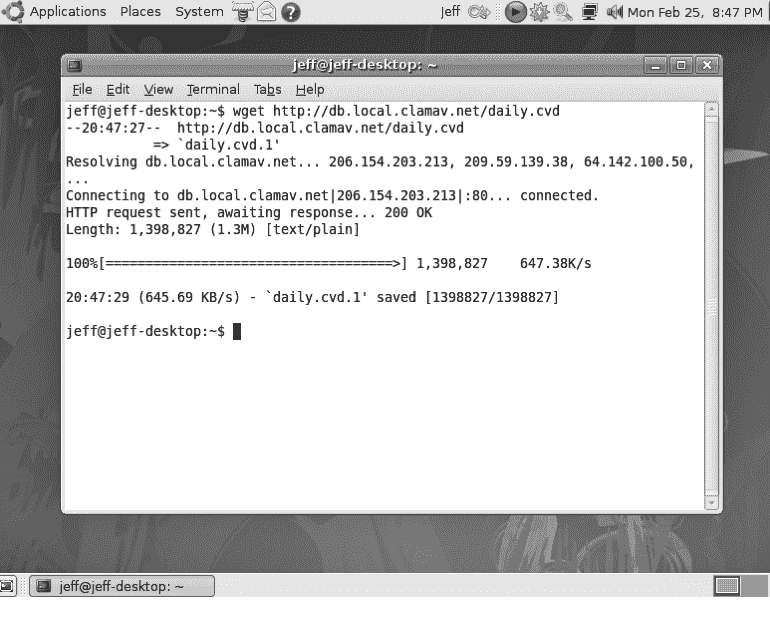 Applications Places System Jeff Mon Feb 25, 8:47 PM
jeff@jeff-desktop: ~
File Edit View Terminal Tabs Help
jeff@jeff-desktop:~$ wget http://db.local.clamav.net/daily.cvd
--20:47:27--  http://db.local.clamav.net/daily.cvd
           => `daily.cvd.1'
Resolving db.local.clamav.net... 206.154.203.213, 209.59.139.38, 64.142.100.50,
...
Connecting to db.local.clamav.net|206.154.203.213|:80... connected.
HTTP request sent, awaiting response... 200 OK
Length: 1,398,827 (1.3M) [text/plain]
100%[====================================>] 1,398,827    647.38K/s
20:47:29 (645.69 KB/s) - `daily.cvd.1' saved [1398827/1398827]
jeff@jeff-desktop:~$
jeff@jeff-desktop: ~